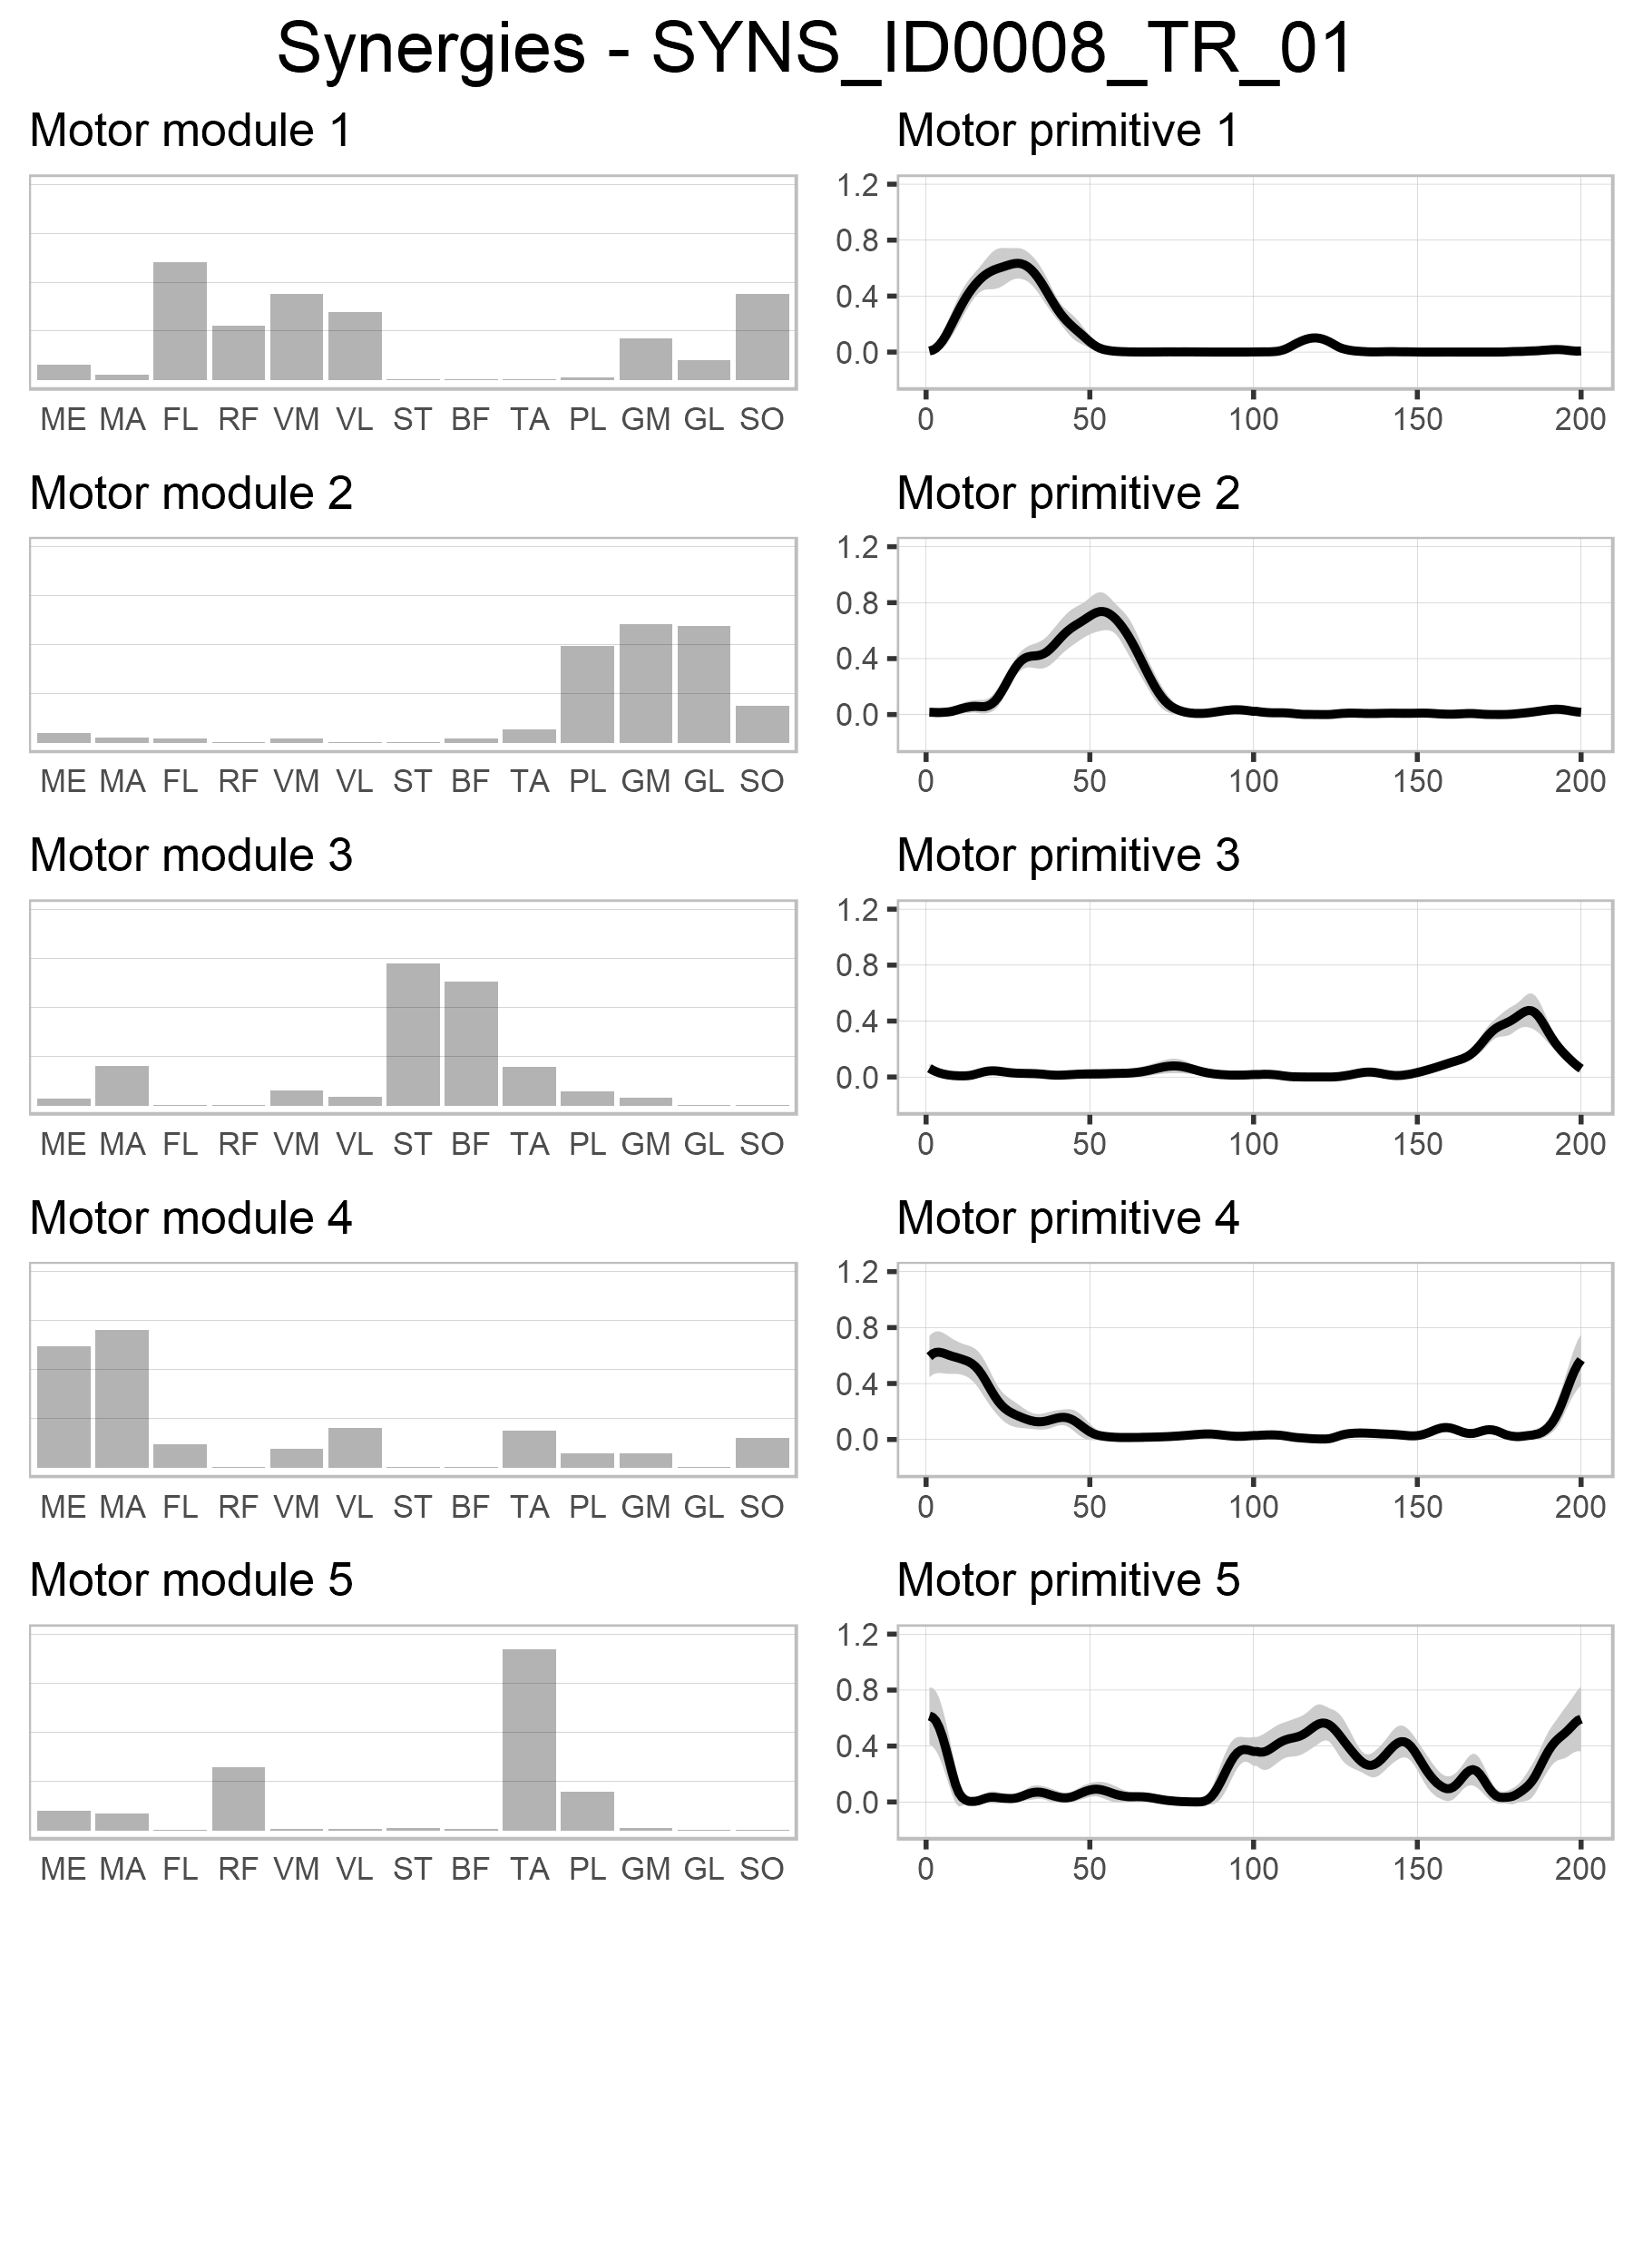 Synergies - SYNS_ID0008_TR_01
Motor module 1
Motor primitive 1
1.2
0.8
0.4
0.0
ME MA FL RF VM VL ST BF TA PL GM GL SO
0 50 100 150 200
Motor module 2
Motor primitive 2
1.2
0.8
0.4
0.0
ME MA FL RF VM VL ST BF TA PL GM GL SO
0 50 100 150 200
Motor module 3
Motor primitive 3
1.2
0.8
0.4
0.0
ME MA FL RF VM VL ST BF TA PL GM GL SO
0 50 100 150 200
Motor module 4
Motor primitive 4
1.2
0.8
0.4
0.0
ME MA FL RF VM VL ST BF TA PL GM GL SO
0 50 100 150 200
Motor module 5
Motor primitive 5
1.2
0.8
0.4
0.0
ME MA FL RF VM VL ST BF TA PL GM GL SO
0 50 100 150 200